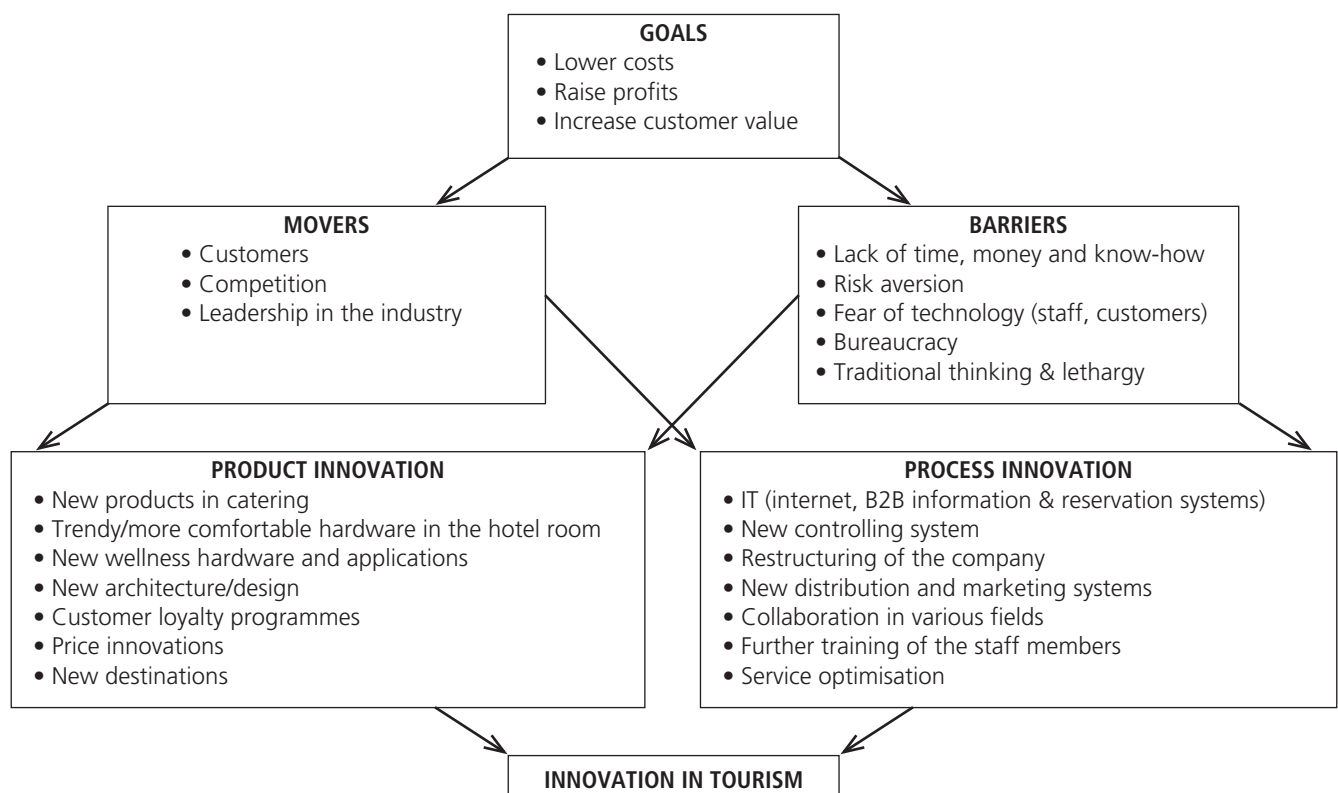 GOALS
• Lower costs
• Raise profits
• Increase customer value
MOVERS
• Customers
• Competition
• Leadership in the industry
BARRIERS
• Lack of time, money and know-how
• Risk aversion
• Fear of technology (staff, customers)
• Bureaucracy
• Traditional thinking & lethargy
PRODUCT INNOVATION
• New products in catering
• Trendy/more comfortable hardware in the hotel room
• New wellness hardware and applications
• New architecture/design
• Customer loyalty programmes
• Price innovations
• New destinations
PROCESS INNOVATION
• IT (internet, B2B information & reservation systems)
• New controlling system
• Restructuring of the company
• New distribution and marketing systems
• Collaboration in various fields
• Further training of the staff members
• Service optimisation
INNOVATION IN TOURISM